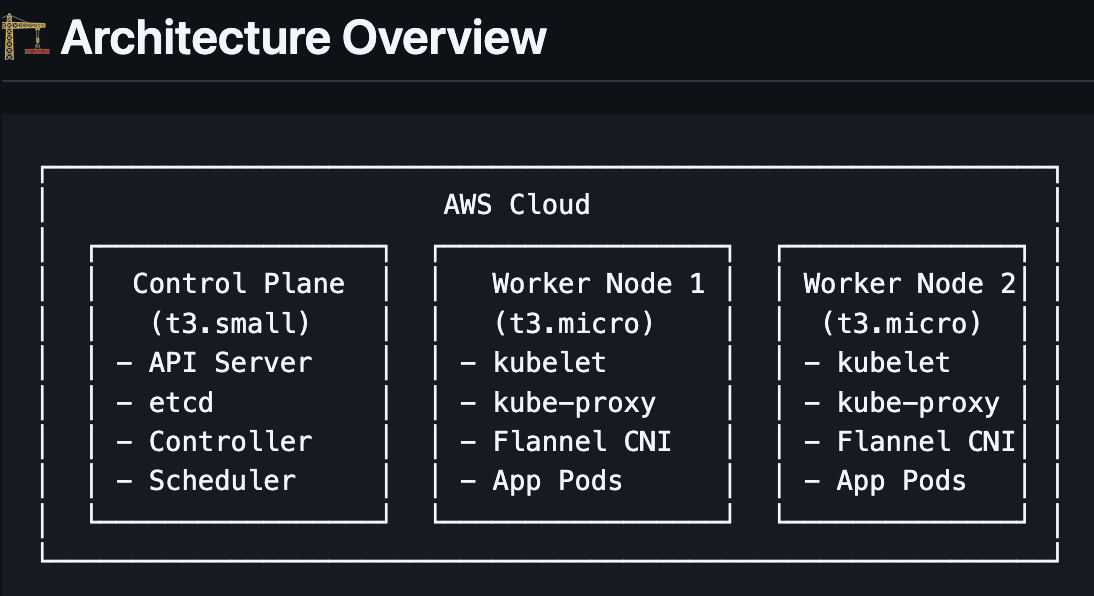 🏗️ Architecture Overview
AWS Cloud
Control Plane
(t3.small)
- API Server
- etcd
- Controller
- Scheduler
Worker Node 1
(t3.micro)
- kubelet
- kube-proxy
- Flannel CNI
- App Pods
Worker Node 2
(t3.micro)
- kubelet
- kube-proxy
- Flannel CNI
- App Pods